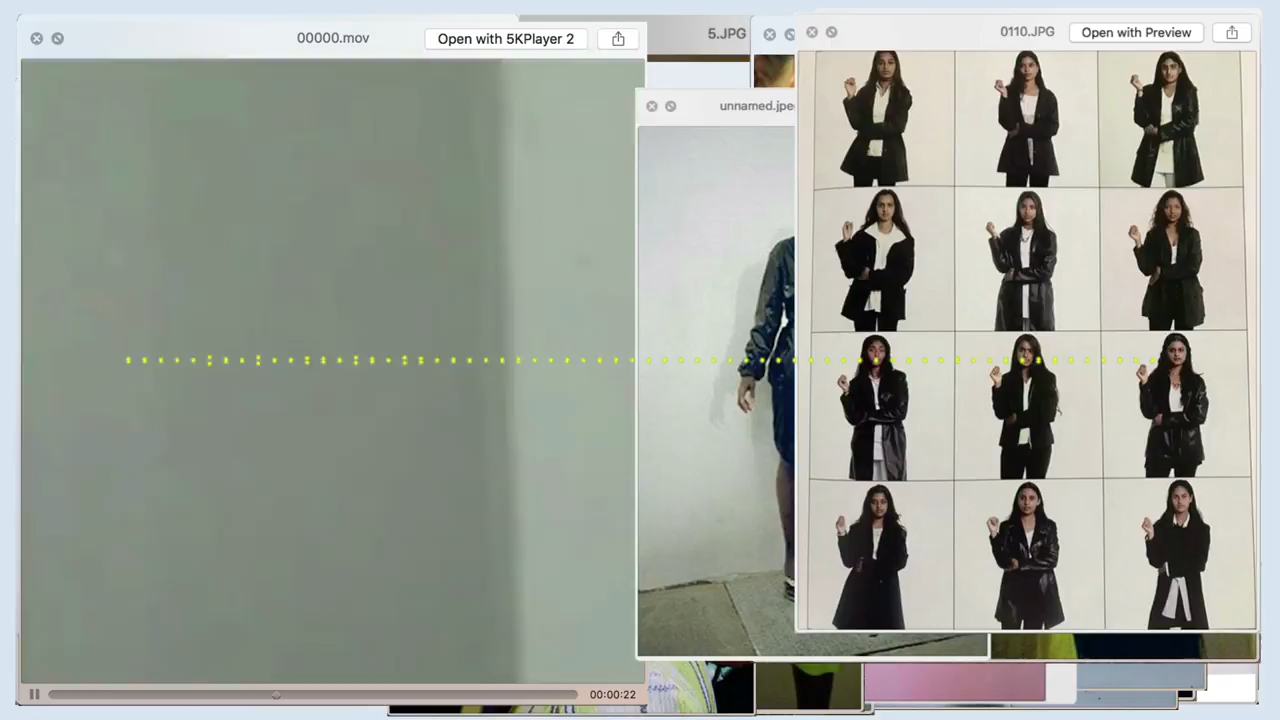 00000.mov
Open with 5KPlayer 2
5.JPG
0110.JPG
Open with Preview
unnamed.jpe
00:00:22